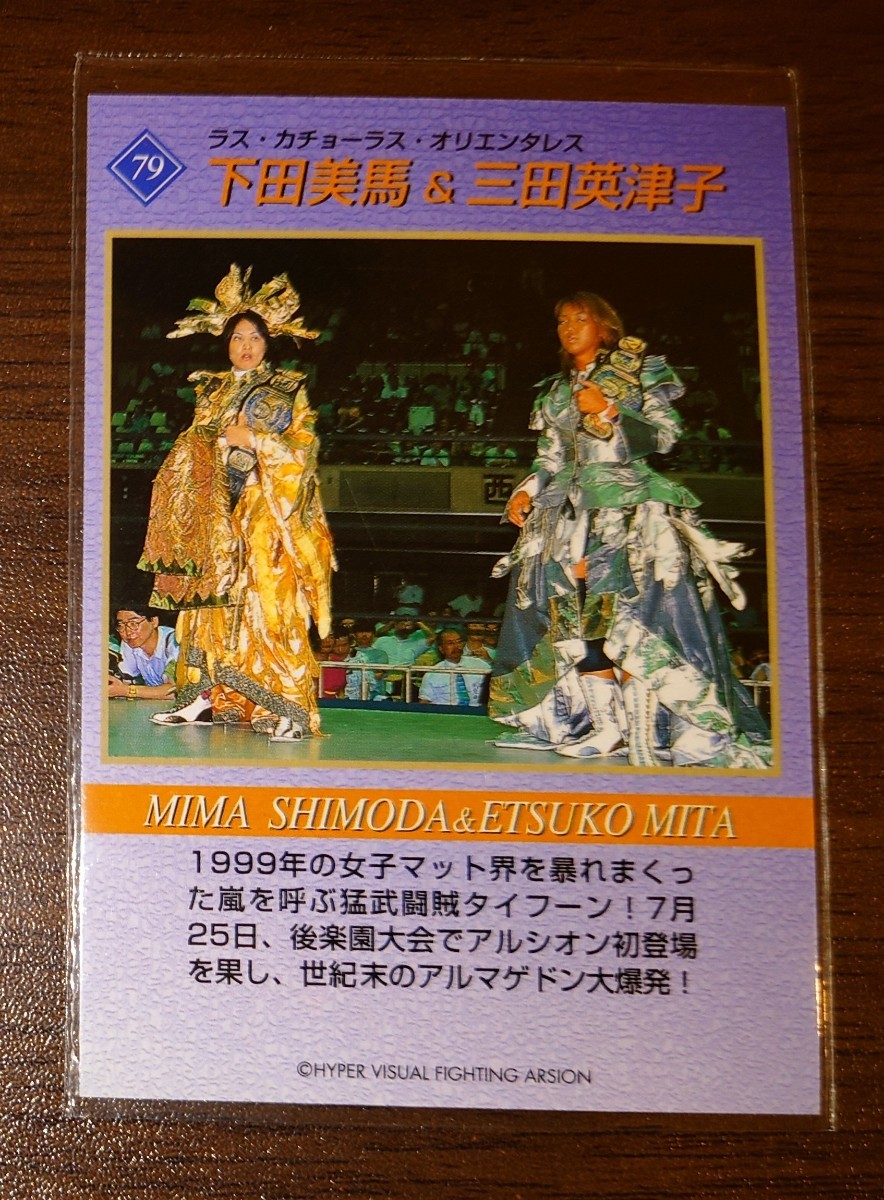 79
ラス・カチョーラス・オリエンタレス
下田美馬 & 三田英津子
西
MIMA SHIMODA & ETSUKO MITA
1999年の女子マット界を暴れまくっ
た嵐を呼ぶ猛武闘賊タイフーン！7月
25日、後楽園大会でアルシオン初登場
を果し、世紀末のアルマゲドン大爆発！
©HYPER VISUAL FIGHTING ARSION